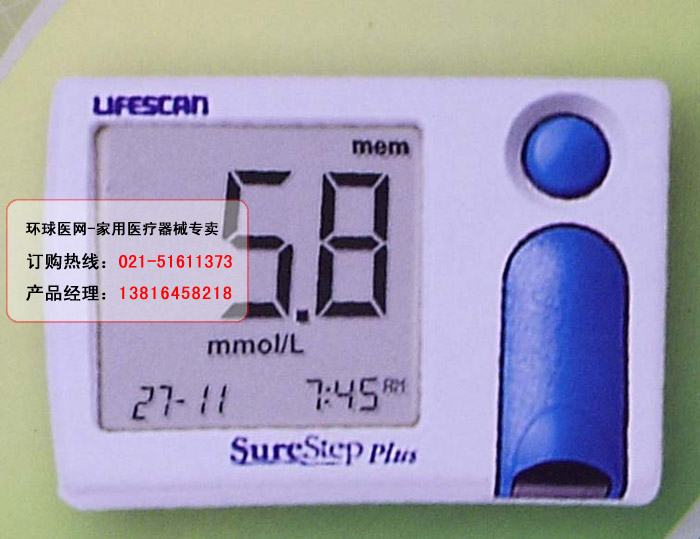 LIFESCAN
mem
5.8
mmol/L
27-11 7:45 AM
SureStep Plus
环球医网-家用医疗器械专卖
订购热线：021-51611373
产品经理：13816458218